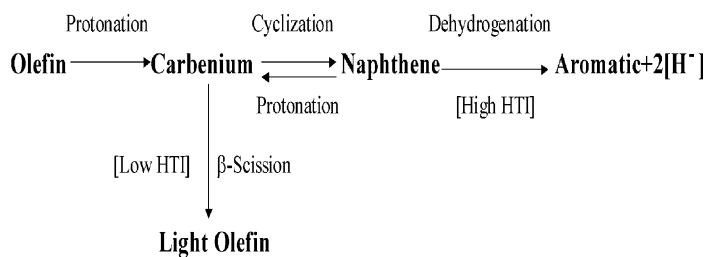 Protonation Cyclization Dehydrogenation
Olefin Carbenium Naphthene Aromatic+2[H⁻]
Protonation [High HTI]
[Low HTI] β-Scission
Light Olefin